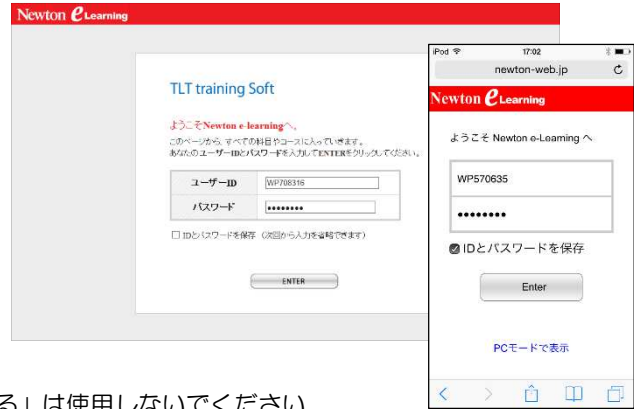 Newton eLearning
TLT training Soft
ようこそNewton e-learningへ。
このページから、すべての科目やコースに入っていきます。
あなたのユーザーIDとパスワードを入力してENTERをクリックしてください。
ユーザーID WP708316
パスワード ••••••••
IDとパスワードを保存（次回から入力を省略できます）
ENTER
iPod 17:02
newton-web.jp
Newton eLearning
ようこそ Newton e-Learning へ
WP570635
••••••••
IDとパスワードを保存
Enter
PCモードで表示
る」は使用しないでください